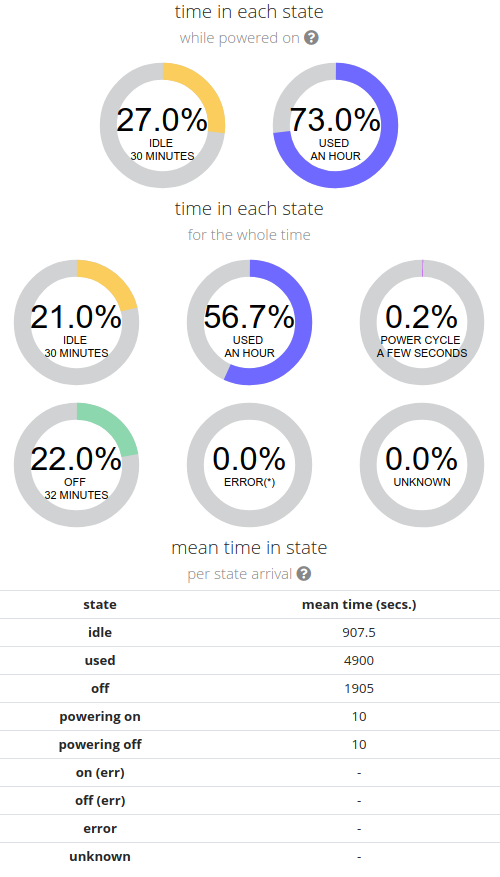 time in each state
while powered on ?
27.0%
IDLE
30 MINUTES
73.0%
USED
AN HOUR
time in each state
for the whole time
21.0%
IDLE
30 MINUTES
56.7%
USED
AN HOUR
0.2%
POWER CYCLE
A FEW SECONDS
22.0%
OFF
32 MINUTES
0.0%
ERROR(*)
0.0%
UNKNOWN
mean time in state
per state arrival ?
state mean time (secs.)
idle 907.5
used 4900
off 1905
powering on 10
powering off 10
on (err) -
off (err) -
error -
unknown -